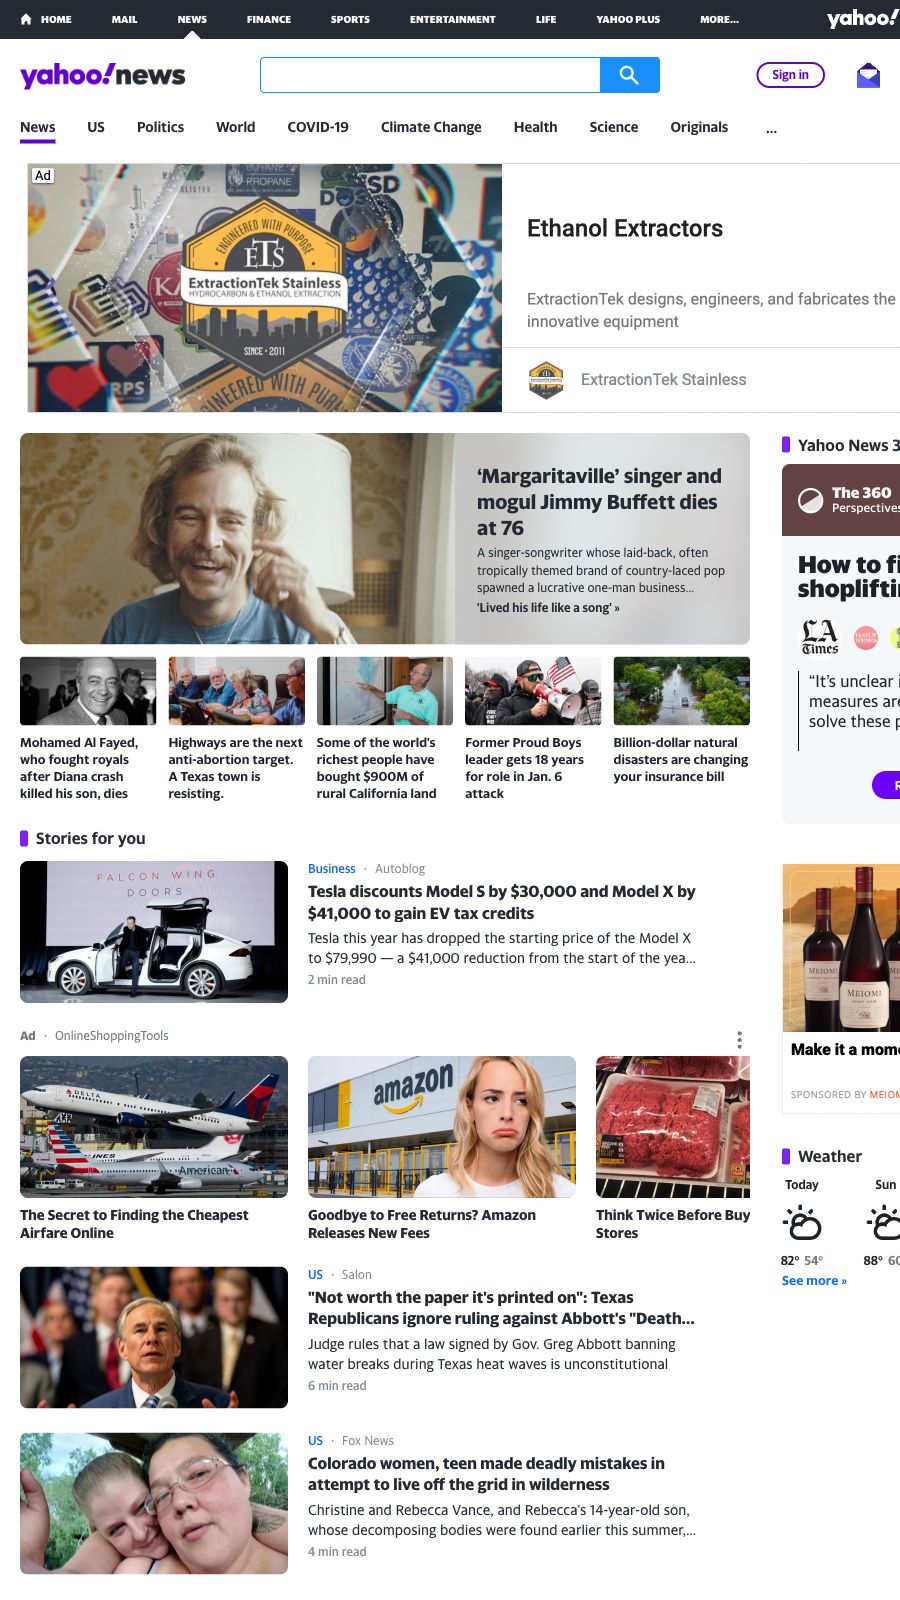 HOME MAIL NEWS FINANCE SPORTS ENTERTAINMENT LIFE YAHOO PLUS MORE...
yahoo!
yahoo!news
Sign in
News US Politics World COVID-19 Climate Change Health Science Originals ...
Ad
BUTANE
PROPANE
ENGINEERED WITH PURPOSE
ETS
ExtractionTek Stainless
HYDROCARBON & ETHANOL EXTRACTION
SINCE • 2011
RPS
Ethanol Extractors
ExtractionTek designs, engineers, and fabricates the
innovative equipment
ExtractionTek Stainless
‘Margaritaville’ singer and
mogul Jimmy Buffett dies
at 76
A singer-songwriter whose laid-back, often
tropically themed brand of country-laced pop
spawned a lucrative one-man business...
'Lived his life like a song' »
Mohamed Al Fayed,
who fought royals
after Diana crash
killed his son, dies
Highways are the next
anti-abortion target.
A Texas town is
resisting.
Some of the world's
richest people have
bought $900M of
rural California land
Former Proud Boys
leader gets 18 years
for role in Jan. 6
attack
Billion-dollar natural
disasters are changing
your insurance bill
Yahoo News 3
The 360
Perspectives
How to fi
shoplifti
LA
Times
DAILY
NEWS
“It's unclear i
measures are
solve these p
Stories for you
FALCON WING
DOORS
Business · Autoblog
Tesla discounts Model S by $30,000 and Model X by
$41,000 to gain EV tax credits
Tesla this year has dropped the starting price of the Model X
to $79,990 — a $41,000 reduction from the start of the yea...
2 min read
MEIOMI
MEIOMI
Make it a mome
SPONSORED BY MEIOM
Ad · OnlineShoppingTools
DELTA
American
amazon
The Secret to Finding the Cheapest
Airfare Online
Goodbye to Free Returns? Amazon
Releases New Fees
Think Twice Before Buy
Stores
Weather
Today Sun
82° 54° 88° 60
See more »
US · Salon
"Not worth the paper it's printed on": Texas
Republicans ignore ruling against Abbott's "Death...
Judge rules that a law signed by Gov. Greg Abbott banning
water breaks during Texas heat waves is unconstitutional
6 min read
US · Fox News
Colorado women, teen made deadly mistakes in
attempt to live off the grid in wilderness
Christine and Rebecca Vance, and Rebecca's 14-year-old son,
whose decomposing bodies were found earlier this summer,...
4 min read